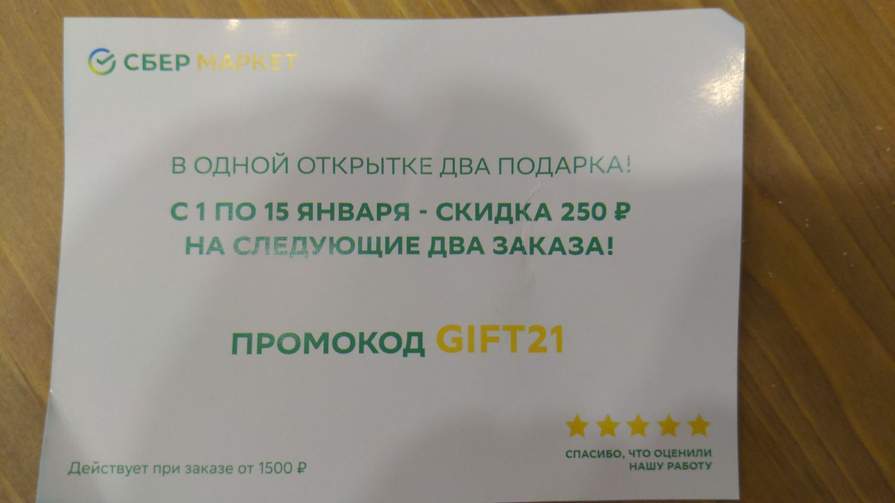 СБЕР МАРКЕТ
В ОДНОЙ ОТКРЫТКЕ ДВА ПОДАРКА!
С 1 ПО 15 ЯНВАРЯ - СКИДКА 250 ₽
НА СЛЕДУЮЩИЕ ДВА ЗАКАЗА!
ПРОМОКОД GIFT21
Действует при заказе от 1500 ₽
СПАСИБО, ЧТО ОЦЕНИЛИ
НАШУ РАБОТУ